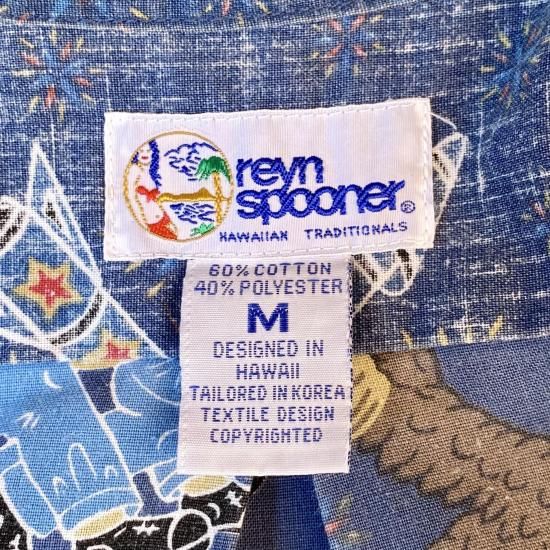 reyn
spooner®
HAWAIIAN TRADITIONALS
60% COTTON
40% POLYESTER
M
DESIGNED IN
HAWAII
TAILORED IN KOREA
TEXTILE DESIGN
COPYRIGHTED